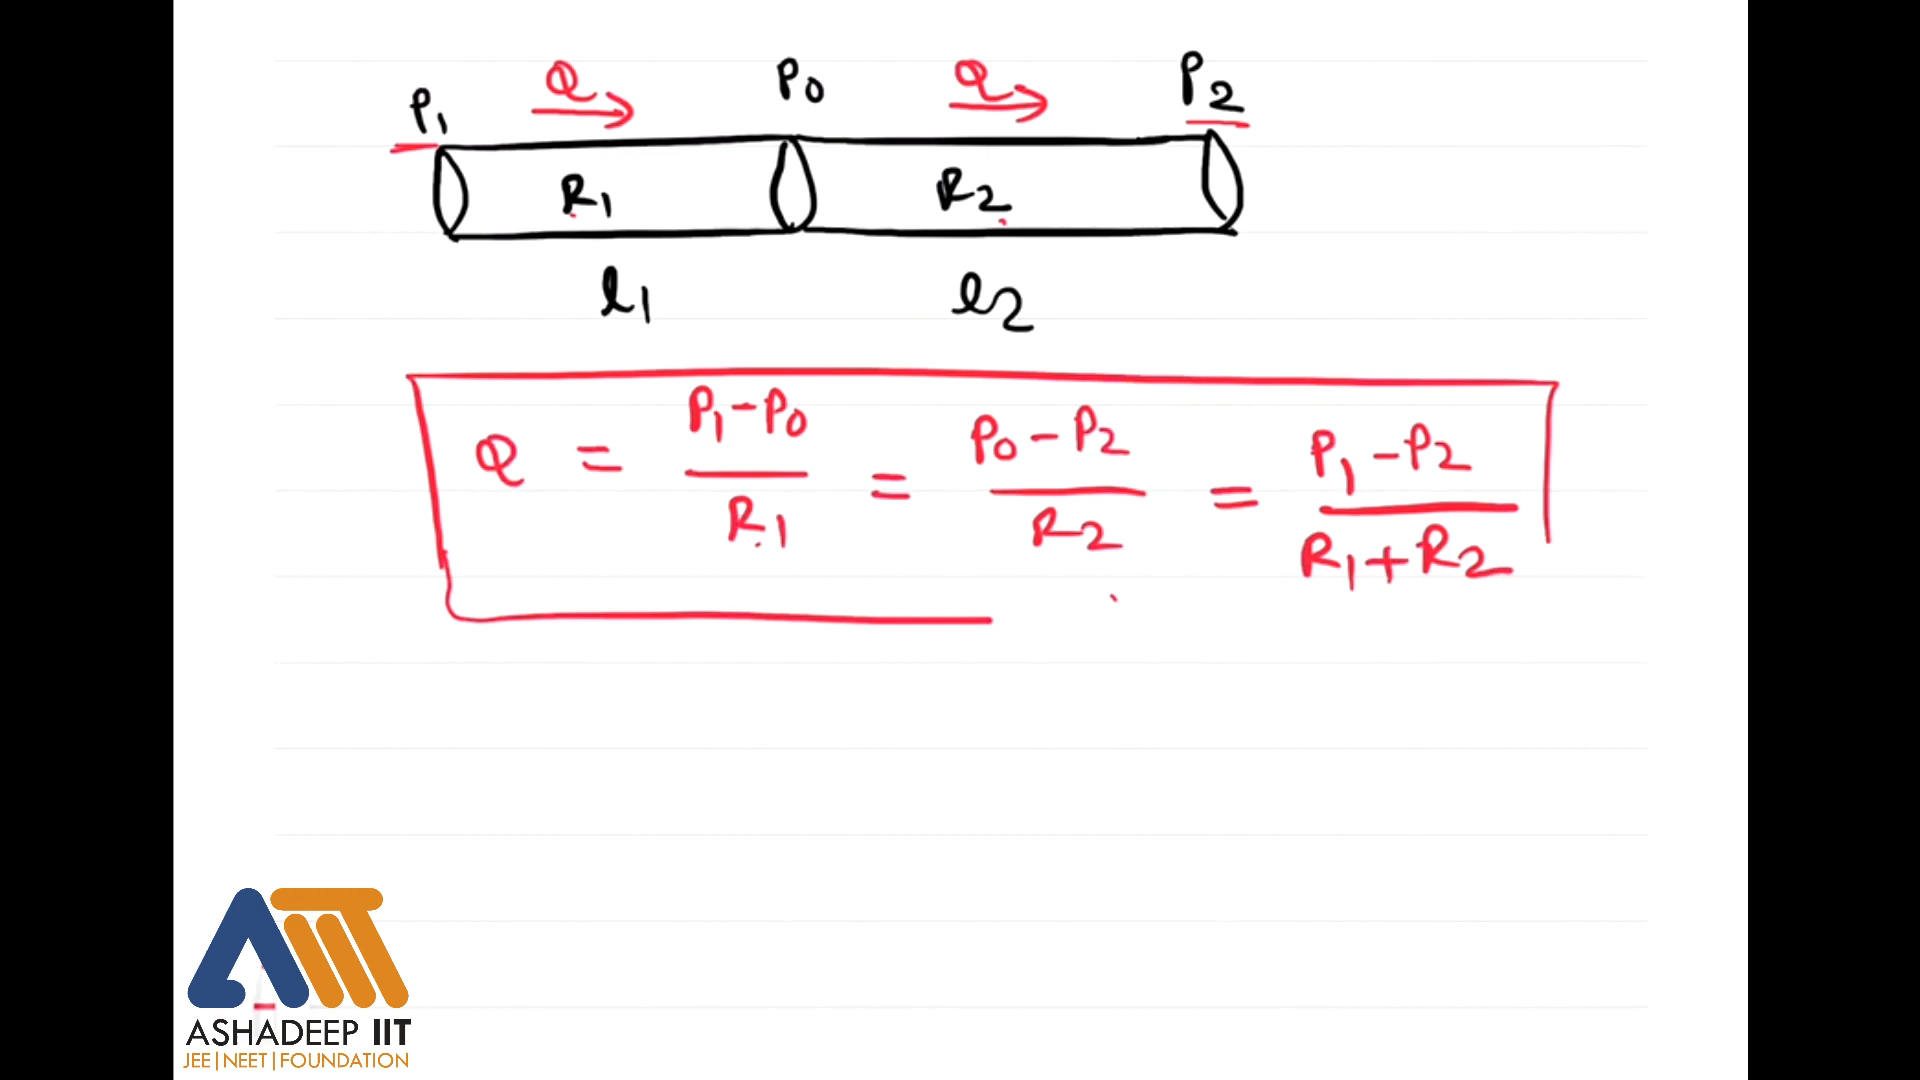 P1 Q → P0 Q → P2
R1 R2
l1 l2
Q = P1-P0/R1 = P0-P2/R2 = P1-P2/R1+R2
ASHADEEP IIT
JEE|NEET|FOUNDATION